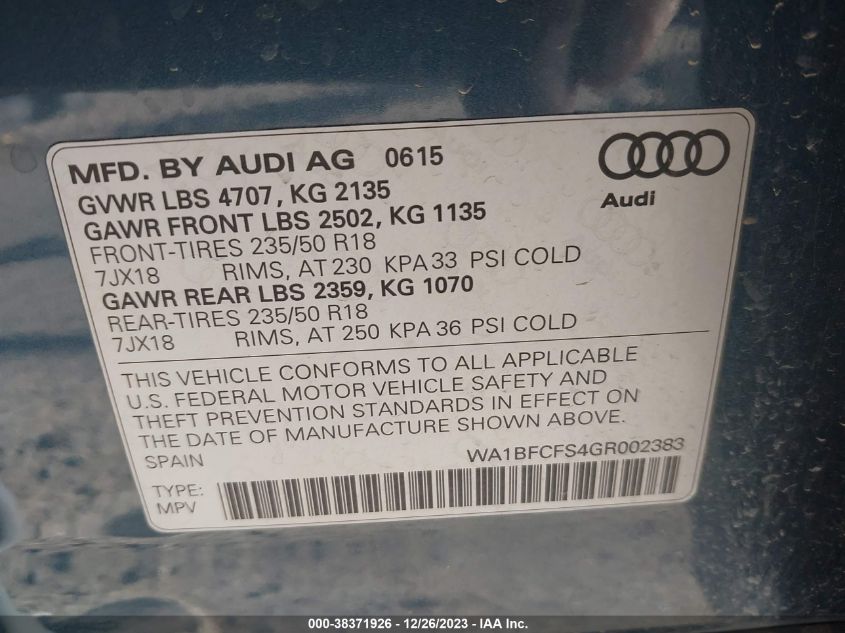 MFD. BY AUDI AG 0615
GVWR LBS 4707, KG 2135
GAWR FRONT LBS 2502, KG 1135
FRONT-TIRES 235/50 R18
7JX18 RIMS, AT 230 KPA 33 PSI COLD
GAWR REAR LBS 2359, KG 1070
REAR-TIRES 235/50 R18
7JX18 RIMS, AT 250 KPA 36 PSI COLD
Audi
THIS VEHICLE CONFORMS TO ALL APPLICABLE
U.S. FEDERAL MOTOR VEHICLE SAFETY AND
THEFT PREVENTION STANDARDS IN EFFECT ON
THE DATE OF MANUFACTURE SHOWN ABOVE.
SPAIN WA1BFCFS4GR002383
TYPE:
MPV
000-38371926 - 12/26/2023 - IAA Inc.